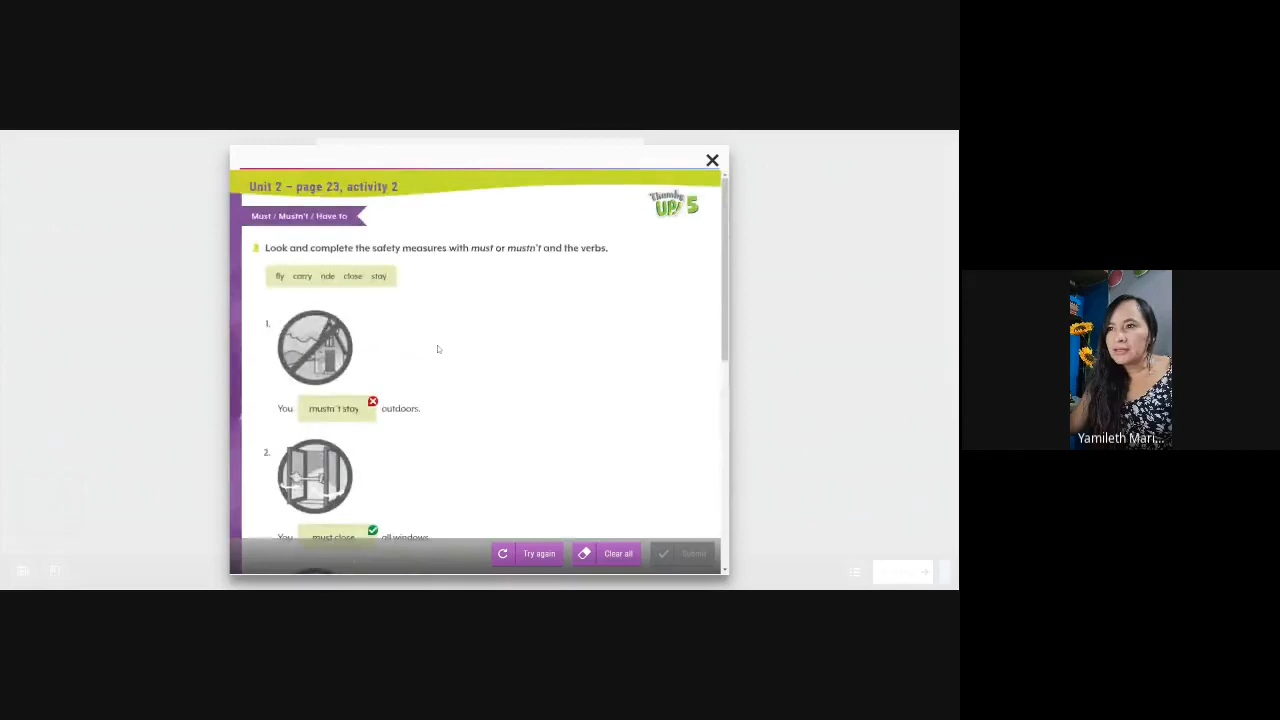 Unit 2 – page 23, activity 2
Thumbs UP! 5
Must / Mustn't / Have to
2 Look and complete the safety measures with must or mustn't and the verbs.
fly carry ride close stay
1.
You mustn´t stay outdoors.
2.
You must close all windows
Try again Clear all Submit
Yamileth Mari...